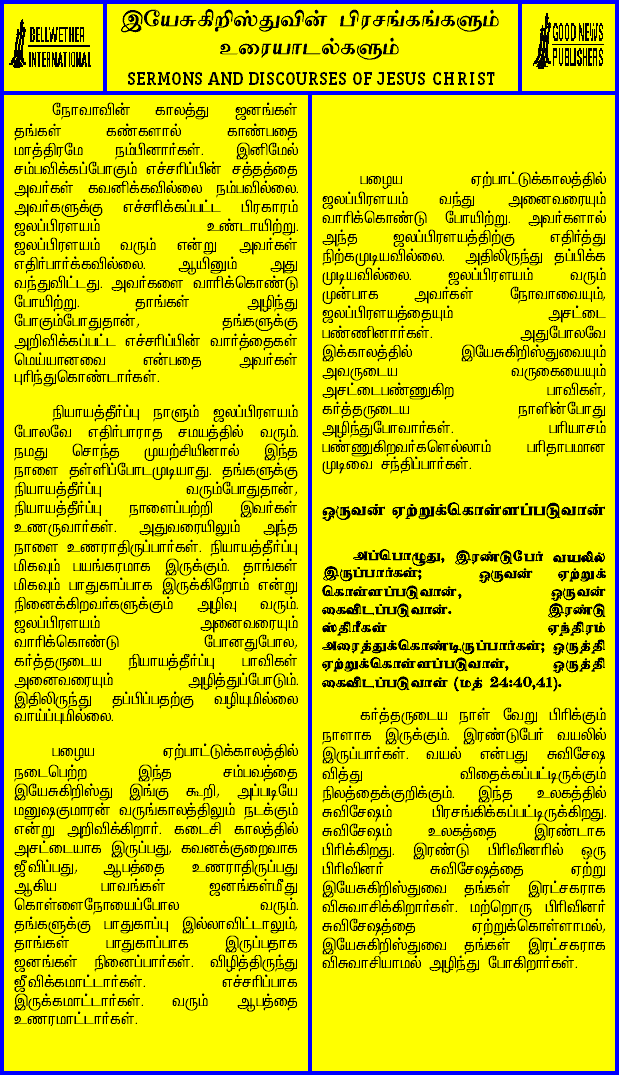 BELLWETHER
INTERNATIONAL
இயேசுகிறிஸ்துவின் பிரசங்கங்களும்
உரையாடல்களும்
SERMONS AND DISCOURSES OF JESUS CHRIST
GOOD NEWS
PUBLISHERS
நோவாவின் காலத்து ஜனங்கள்
தங்கள் கண்களால் காண்பதை
மாத்திரமே நம்பினார்கள். இனிமேல்
சம்பவிக்கப்போகும் எச்சரிப்பின் சத்தத்தை
அவர்கள் கவனிக்கவில்லை நம்பவில்லை.
அவர்களுக்கு எச்சரிக்கப்பட்ட பிரகாரம்
ஜலப்பிரளயம் உண்டாயிற்று.
ஜலப்பிரளயம் வரும் என்று அவர்கள்
எதிர்பார்க்கவில்லை. ஆயினும் அது
வந்துவிட்டது. அவர்களை வாரிக்கொண்டு
போயிற்று. தாங்கள் அழிந்து
போகும்போதுதான், தங்களுக்கு
அறிவிக்கப்பட்ட எச்சரிப்பின் வார்த்தைகள்
மெய்யானவை என்பதை அவர்கள்
புரிந்துகொண்டார்கள்.
நியாயத்தீர்ப்பு நாளும் ஜலப்பிரளயம்
போலவே எதிர்பாராத சமயத்தில் வரும்.
நமது சொந்த முயற்சியினால் இந்த
நாளை தள்ளிப்போடமுடியாது. தங்களுக்கு
நியாயத்தீர்ப்பு வரும்போதுதான்,
நியாயத்தீர்ப்பு நாளைப்பற்றி இவர்கள்
உணருவார்கள். அதுவரையிலும் அந்த
நாளை உணராதிருப்பார்கள். நியாயத்தீர்ப்பு
மிகவும் பயங்கரமாக இருக்கும். தாங்கள்
மிகவும் பாதுகாப்பாக இருக்கிறோம் என்று
நினைக்கிறவர்களுக்கும் அழிவு வரும்.
ஜலப்பிரளயம் அனைவரையும்
வாரிக்கொண்டு போனதுபோல,
கர்த்தருடைய நியாயத்தீர்ப்பு பாவிகள்
அனைவரையும் அழித்துப்போடும்.
இதிலிருந்து தப்பிப்பதற்கு வழியுமில்லை
வாய்ப்புமில்லை.
பழைய ஏற்பாட்டுக்காலத்தில்
நடைபெற்ற இந்த சம்பவத்தை
இயேசுகிறிஸ்து இங்கு கூறி, அப்படியே
மனுஷகுமாரன் வருங்காலத்திலும் நடக்கும்
என்று அறிவிக்கிறார். கடைசி காலத்தில்
அசட்டையாக இருப்பது, கவனக்குறைவாக
ஜீவிப்பது, ஆபத்தை உணராதிருப்பது
ஆகிய பாவங்கள் ஜனங்கள்மீது
கொள்ளைநோயைப்போல வரும்.
தங்களுக்கு பாதுகாப்பு இல்லாவிட்டாலும்,
தாங்கள் பாதுகாப்பாக இருப்பதாக
ஜனங்கள் நினைப்பார்கள். விழித்திருந்து
ஜீவிக்கமாட்டார்கள். எச்சரிப்பாக
இருக்கமாட்டார்கள். வரும் ஆபத்தை
உணரமாட்டார்கள்.
பழைய ஏற்பாட்டுக்காலத்தில்
ஜலப்பிரளயம் வந்து அனைவரையும்
வாரிக்கொண்டு போயிற்று. அவர்களால்
அந்த ஜலப்பிரளயத்திற்கு எதிர்த்து
நிற்கமுடியவில்லை. அதிலிருந்து தப்பிக்க
முடியவில்லை. ஜலப்பிரளயம் வரும்
முன்பாக அவர்கள் நோவாவையும்,
ஜலப்பிரளயத்தையும் அசட்டை
பண்ணினார்கள். அதுபோலவே
இக்காலத்தில் இயேசுகிறிஸ்துவையும்
அவருடைய வருகையையும்
அசட்டைபண்ணுகிற பாவிகள்,
கர்த்தருடைய நாளின்போது
அழிந்துபோவார்கள். பரியாசம்
பண்ணுகிறவர்களெல்லாம் பரிதாபமான
முடிவை சந்திப்பார்கள்.
ஒருவன் ஏற்றுக்கொள்ளப்படுவான்
அப்பொழுது, இரண்டுபேர் வயலில்
இருப்பார்கள்; ஒருவன் ஏற்றுக்
கொள்ளப்படுவான், ஒருவன்
கைவிடப்படுவான். இரண்டு
ஸ்திரீகள் ஏந்திரம்
அரைத்துக்கொண்டிருப்பார்கள்; ஒருத்தி
ஏற்றுக்கொள்ளப்படுவாள், ஒருத்தி
கைவிடப்படுவாள் (மத் 24:40,41).
கர்த்தருடைய நாள் வேறு பிரிக்கும்
நாளாக இருக்கும். இரண்டுபேர் வயலில்
இருப்பார்கள். வயல் என்பது சுவிசேஷ
வித்து விதைக்கப்பட்டிருக்கும்
நிலத்தைக்குறிக்கும். இந்த உலகத்தில்
சுவிசேஷம் பிரசங்கிக்கப்பட்டிருக்கிறது.
சுவிசேஷம் உலகத்தை இரண்டாக
பிரிக்கிறது. இரண்டு பிரிவினரில் ஒரு
பிரிவினர் சுவிசேஷத்தை ஏற்று
இயேசுகிறிஸ்துவை தங்கள் இரட்சகராக
விசுவாசிக்கிறார்கள். மற்றொரு பிரிவினர்
சுவிசேஷத்தை ஏற்றுக்கொள்ளாமல்,
இயேசுகிறிஸ்துவை தங்கள் இரட்சகராக
விசுவாசியாமல் அழிந்து போகிறார்கள்.